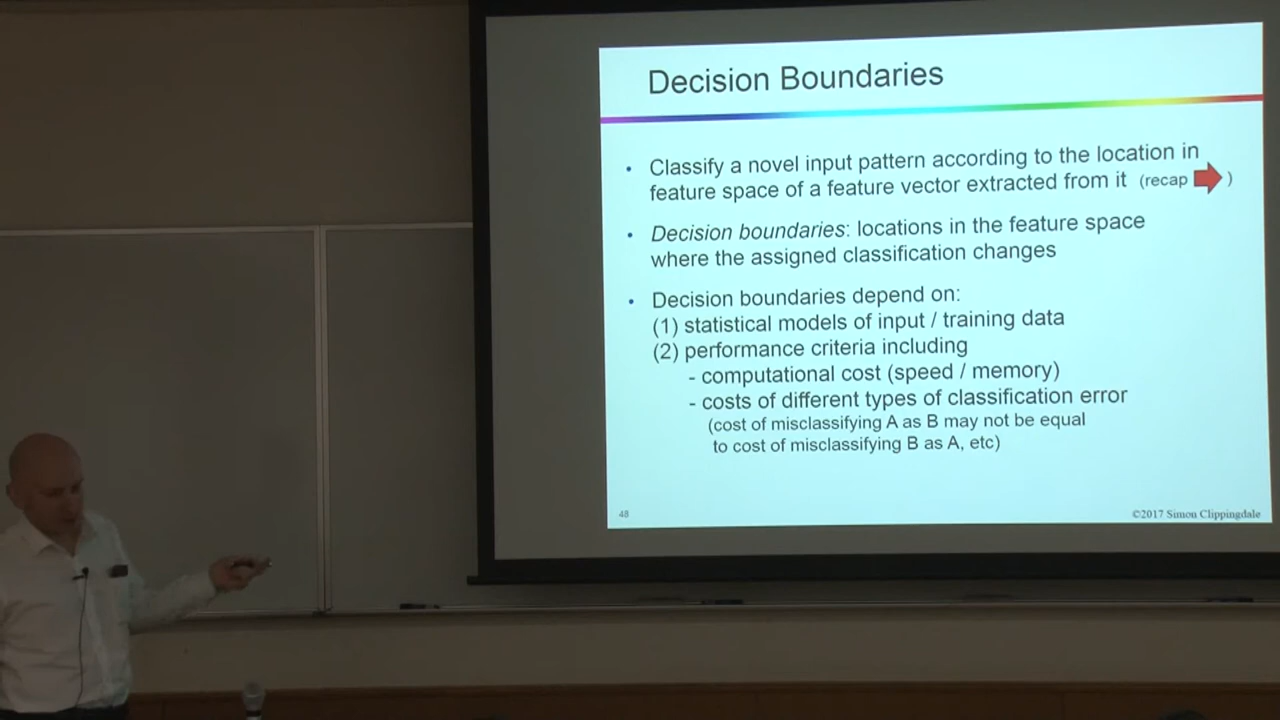 Decision Boundaries
• Classify a novel input pattern according to the location in
feature space of a feature vector extracted from it (recap )
• Decision boundaries: locations in the feature space
where the assigned classification changes
• Decision boundaries depend on:
(1) statistical models of input / training data
(2) performance criteria including
- computational cost (speed / memory)
- costs of different types of classification error
(cost of misclassifying A as B may not be equal
to cost of misclassifying B as A, etc)
48
©2017 Simon Clippingdale